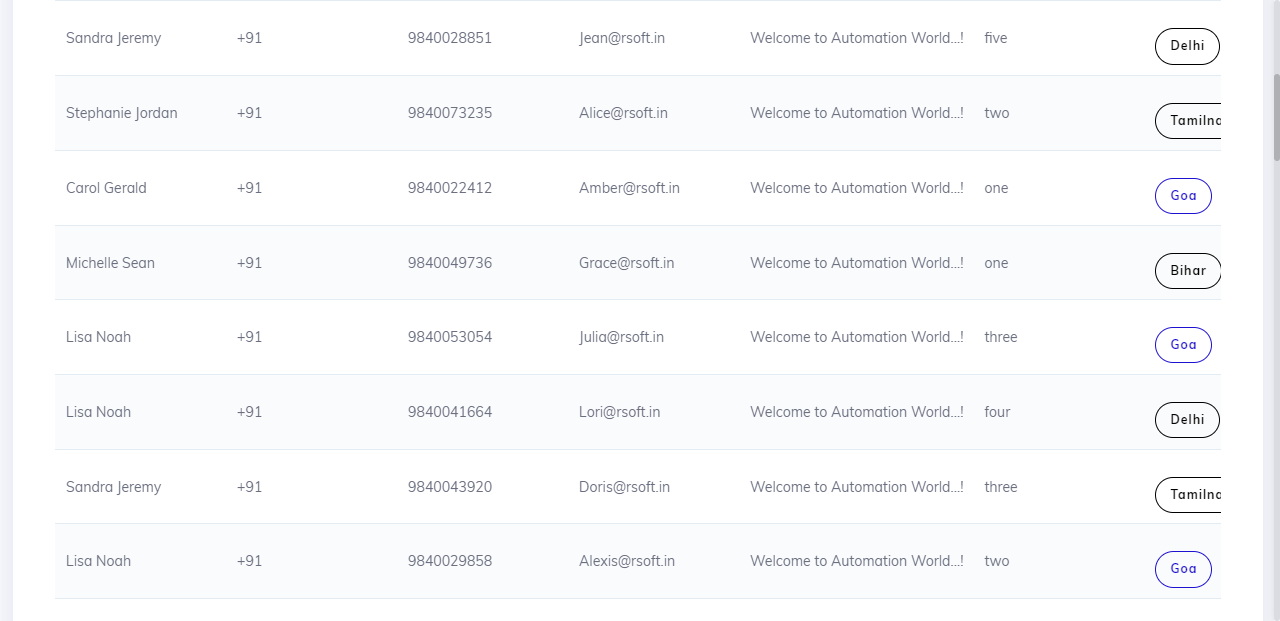 Sandra Jeremy +91 9840028851 Jean@rsoft.in Welcome to Automation World...! five Delhi
Stephanie Jordan +91 9840073235 Alice@rsoft.in Welcome to Automation World...! two
Carol Gerald +91 9840022412 Amber@rsoft.in Welcome to Automation World...! one Goa
Michelle Sean +91 9840049736 Grace@rsoft.in Welcome to Automation World...! one Bihar
Lisa Noah +91 9840053054 Julia@rsoft.in Welcome to Automation World...! three Goa
Lisa Noah +91 9840041664 Lori@rsoft.in Welcome to Automation World...! four Delhi
Sandra Jeremy +91 9840043920 Doris@rsoft.in Welcome to Automation World...! three
Lisa Noah +91 9840029858 Alexis@rsoft.in Welcome to Automation World...! two Goa